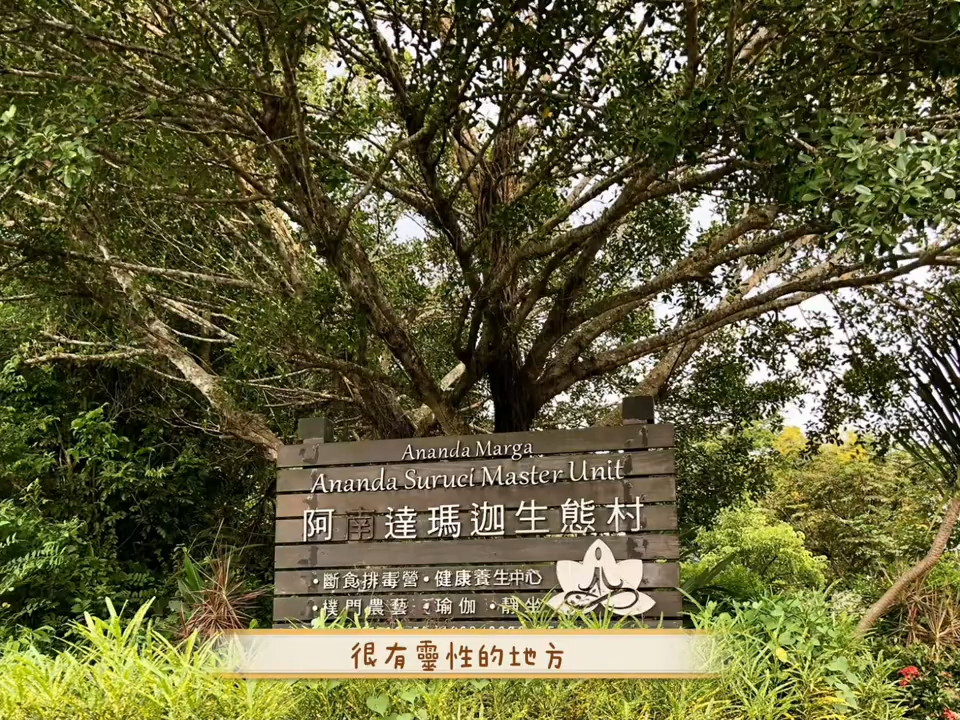 Ananda Marga
Ananda Suruci Master Unit
阿南達瑪迦生態村
•斷食排毒營•健康養生中心
•樸門農藝•瑜伽•靜坐
很有靈性的地方